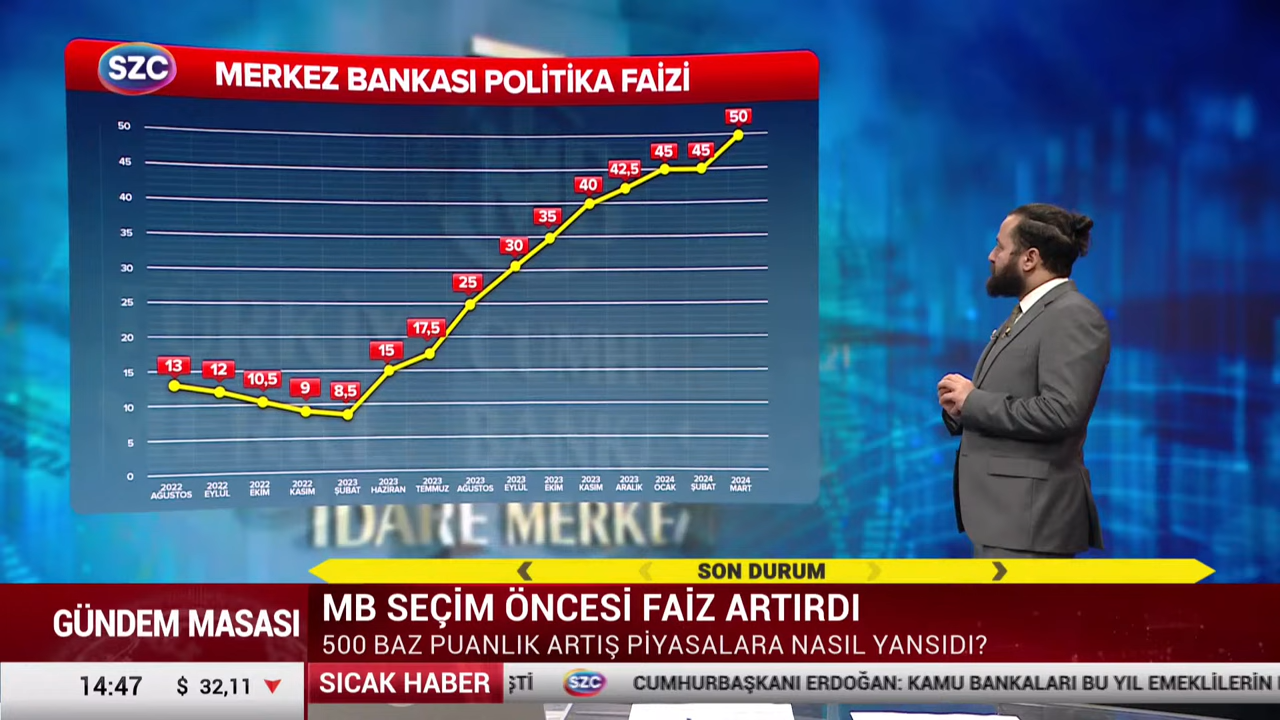 SZC
MERKEZ BANKASI POLİTİKA FAİZİ
50
45
40
35
30
25
20
15
10
5
0
13
12
10,5
9
8,5
15
17,5
25
30
35
40
42,5
45
45
50
2022 AĞUSTOS
2022 EYLÜL
2022 EKİM
2022 KASIM
2023 ŞUBAT
2023 HAZİRAN
2023 TEMMUZ
2023 AĞUSTOS
2023 EYLÜL
2023 EKİM
2023 KASIM
2023 ARALIK
2024 OCAK
2024 ŞUBAT
2024 MART
İDARE MERKE
SON DURUM
GÜNDEM MASASI
MB SEÇİM ÖNCESİ FAİZ ARTIRDI
500 BAZ PUANLIK ARTIŞ PİYASALARA NASIL YANSIDI?
14:47 $ 32,11
SICAK HABER
ŞTİ SZC CUMHURBAŞKANI ERDOĞAN: KAMU BANKALARI BU YIL EMEKLİLERİN